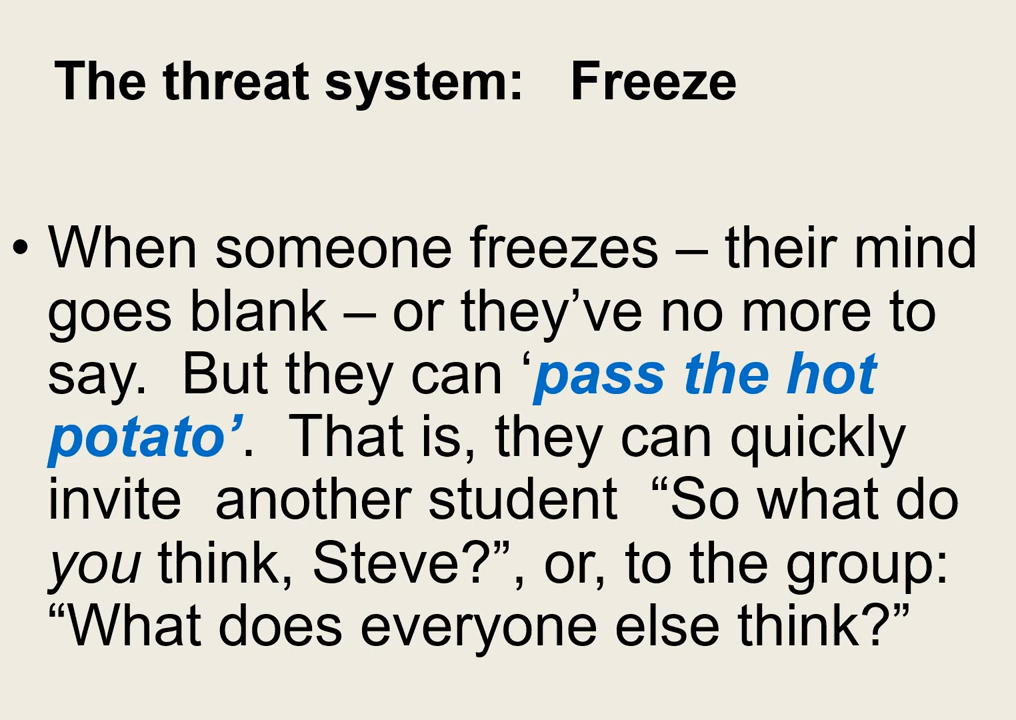 The threat system:   Freeze
• When someone freezes – their mind
goes blank – or they’ve no more to
say.  But they can ‘pass the hot
potato’.  That is, they can quickly
invite  another student  “So what do
you think, Steve?”, or, to the group:
“What does everyone else think?”